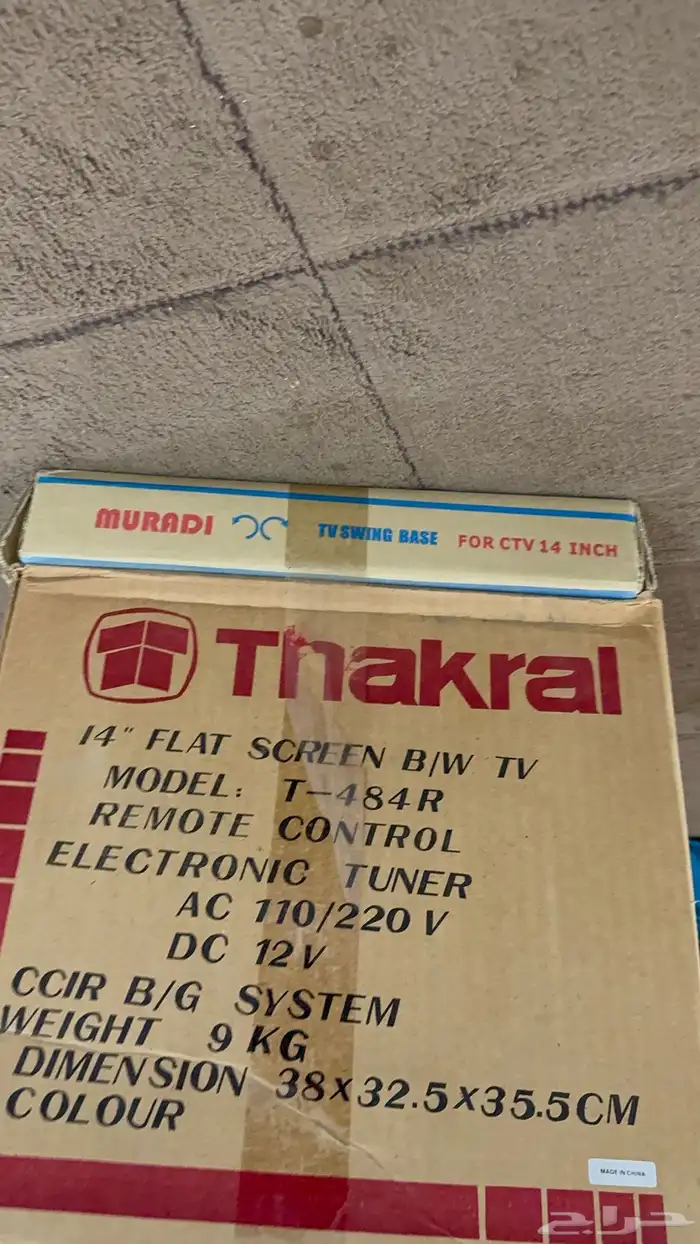 MURADI TV SWING BASE FOR CTV 14 INCH
Thakral
14" FLAT SCREEN B/W TV
MODEL: T-484R
REMOTE CONTROL
ELECTRONIC TUNER
AC 110/220 V
DC 12V
CCIR B/G SYSTEM
WEIGHT 9 KG
DIMENSION 38X32.5X35.5CM
COLOUR
MADE IN CHINA
حراج